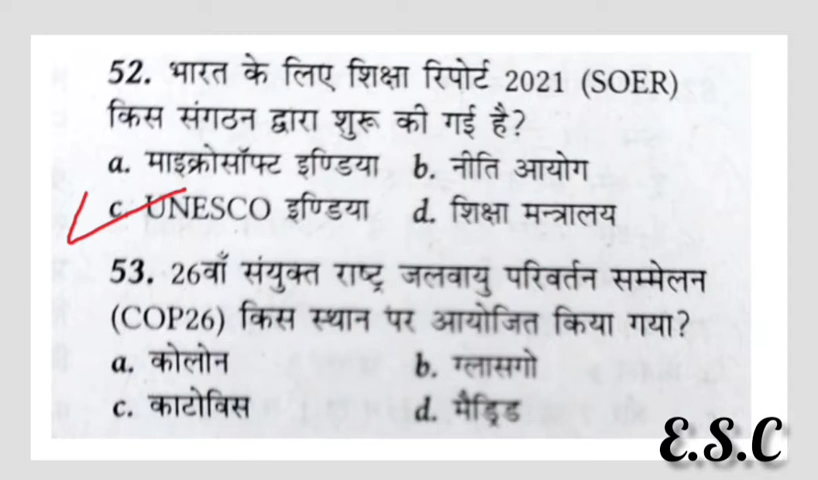 52. भारत के लिए शिक्षा रिपोर्ट 2021 (SOER)
किस संगठन द्वारा शुरू की गई है?
a. माइक्रोसॉफ्ट इण्डिया b. नीति आयोग
c. UNESCO इण्डिया d. शिक्षा मन्त्रालय
53. 26वाँ संयुक्त राष्ट्र जलवायु परिवर्तन सम्मेलन
(COP26) किस स्थान पर आयोजित किया गया?
a. कोलोन b. ग्लासगो
c. काटोविस d. मैड्रिड
E.S.C